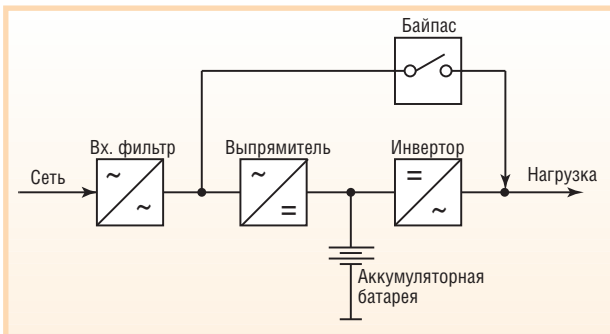 Байпас
Вх. фильтр
Выпрямитель
Инвертор
Сеть
Нагрузка
~
~
~
=
=
~
Аккумуляторная
батарея